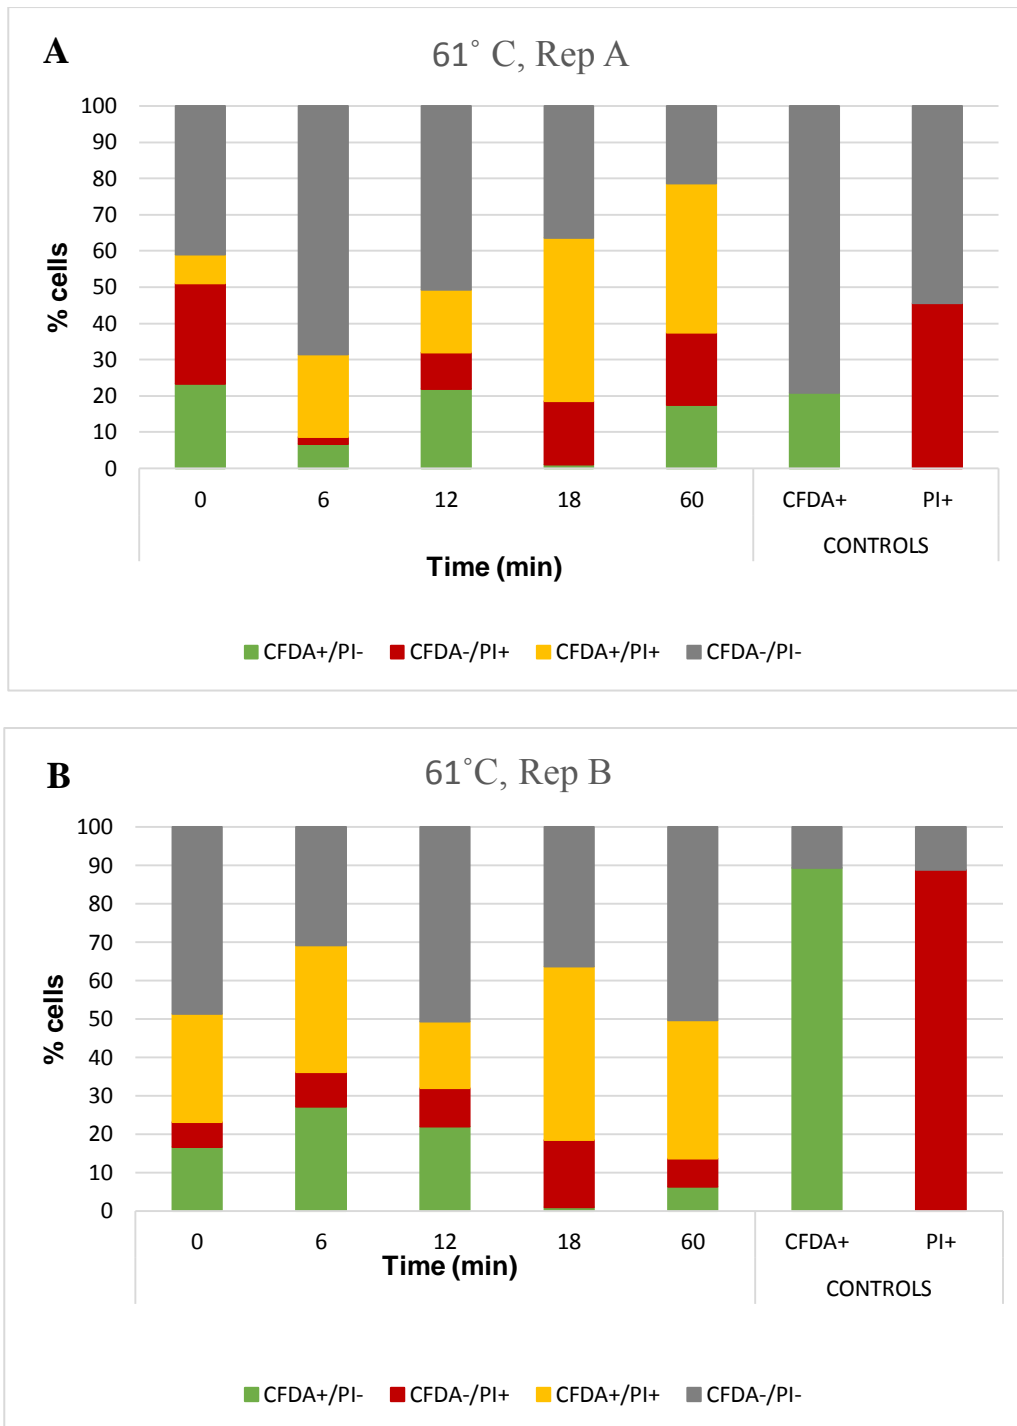 A
61° C, Rep A
100
90
80
70
60
50
40
30
20
10
0
% cells
0 6 12 18 60 CFDA+ PI+
CONTROLS
Time (min)
CFDA+/PI- CFDA-/PI+ CFDA+/PI+ CFDA-/PI-
B
61°C, Rep B
100
90
80
70
60
50
40
30
20
10
0
% cells
0 6 12 18 60 CFDA+ PI+
Time (min)
CONTROLS
CFDA+/PI- CFDA-/PI+ CFDA+/PI+ CFDA-/PI-